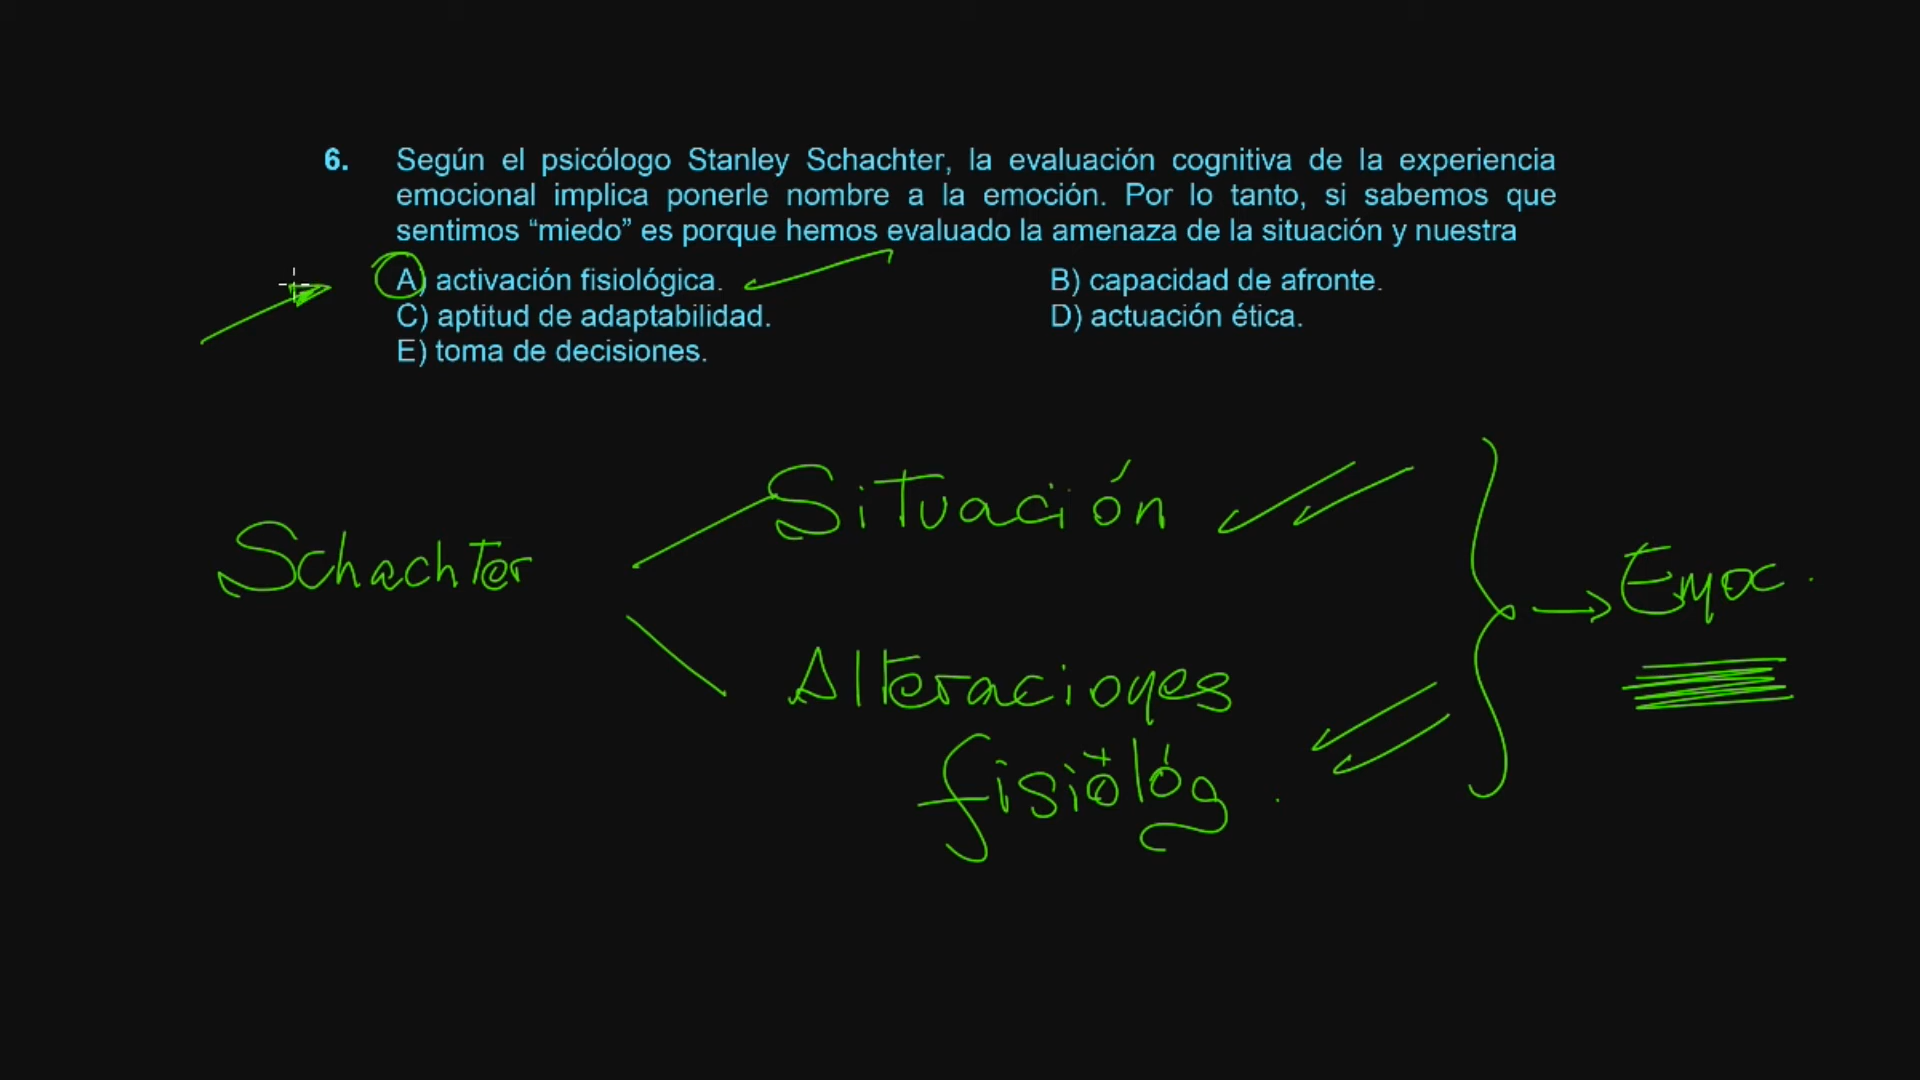 6. Según el psicólogo Stanley Schachter, la evaluación cognitiva de la experiencia
emocional implica ponerle nombre a la emoción. Por lo tanto, si sabemos que
sentimos “miedo” es porque hemos evaluado la amenaza de la situación y nuestra
A) activación fisiológica. B) capacidad de afronte.
C) aptitud de adaptabilidad. D) actuación ética.
E) toma de decisiones.
Situación
Schachter
Emoc.
Alteraciones
fisiológ.